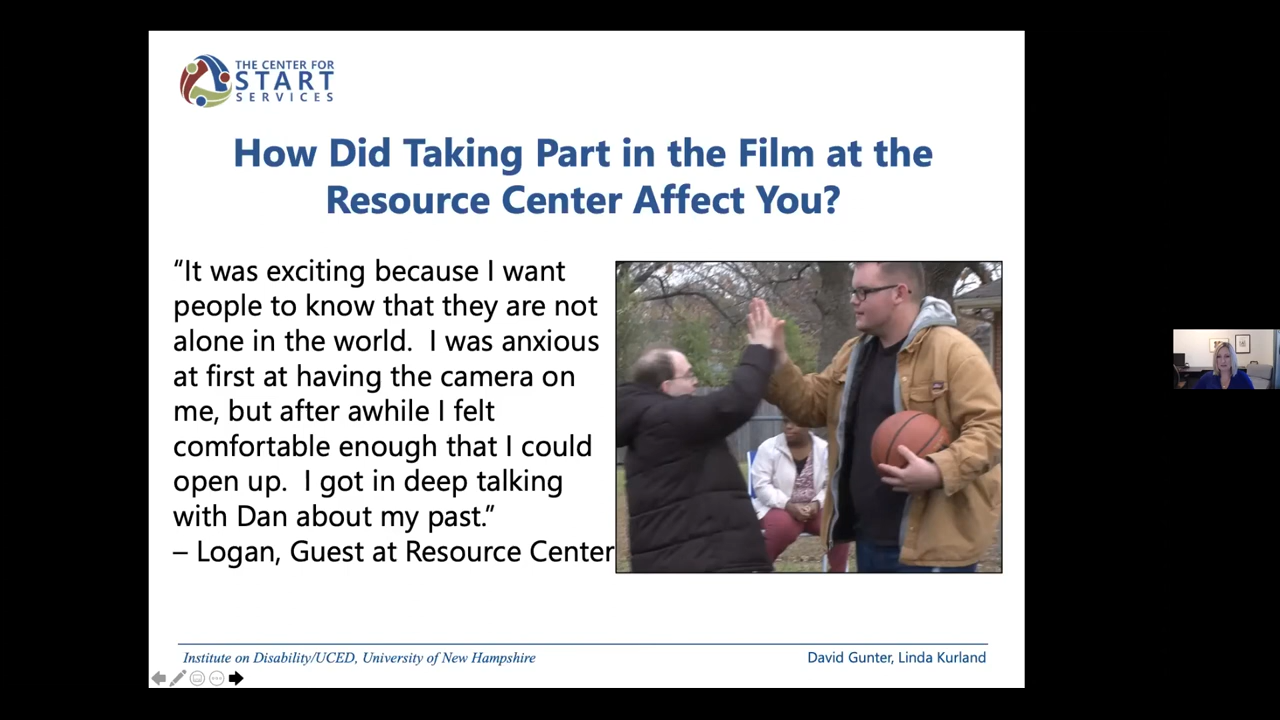 THE CENTER FOR
START
SERVICES
How Did Taking Part in the Film at the
Resource Center Affect You?
“It was exciting because I want
people to know that they are not
alone in the world.  I was anxious
at first at having the camera on
me, but after awhile I felt
comfortable enough that I could
open up.  I got in deep talking
with Dan about my past.”
– Logan, Guest at Resource Center
Institute on Disability/UCED, University of New Hampshire
David Gunter, Linda Kurland